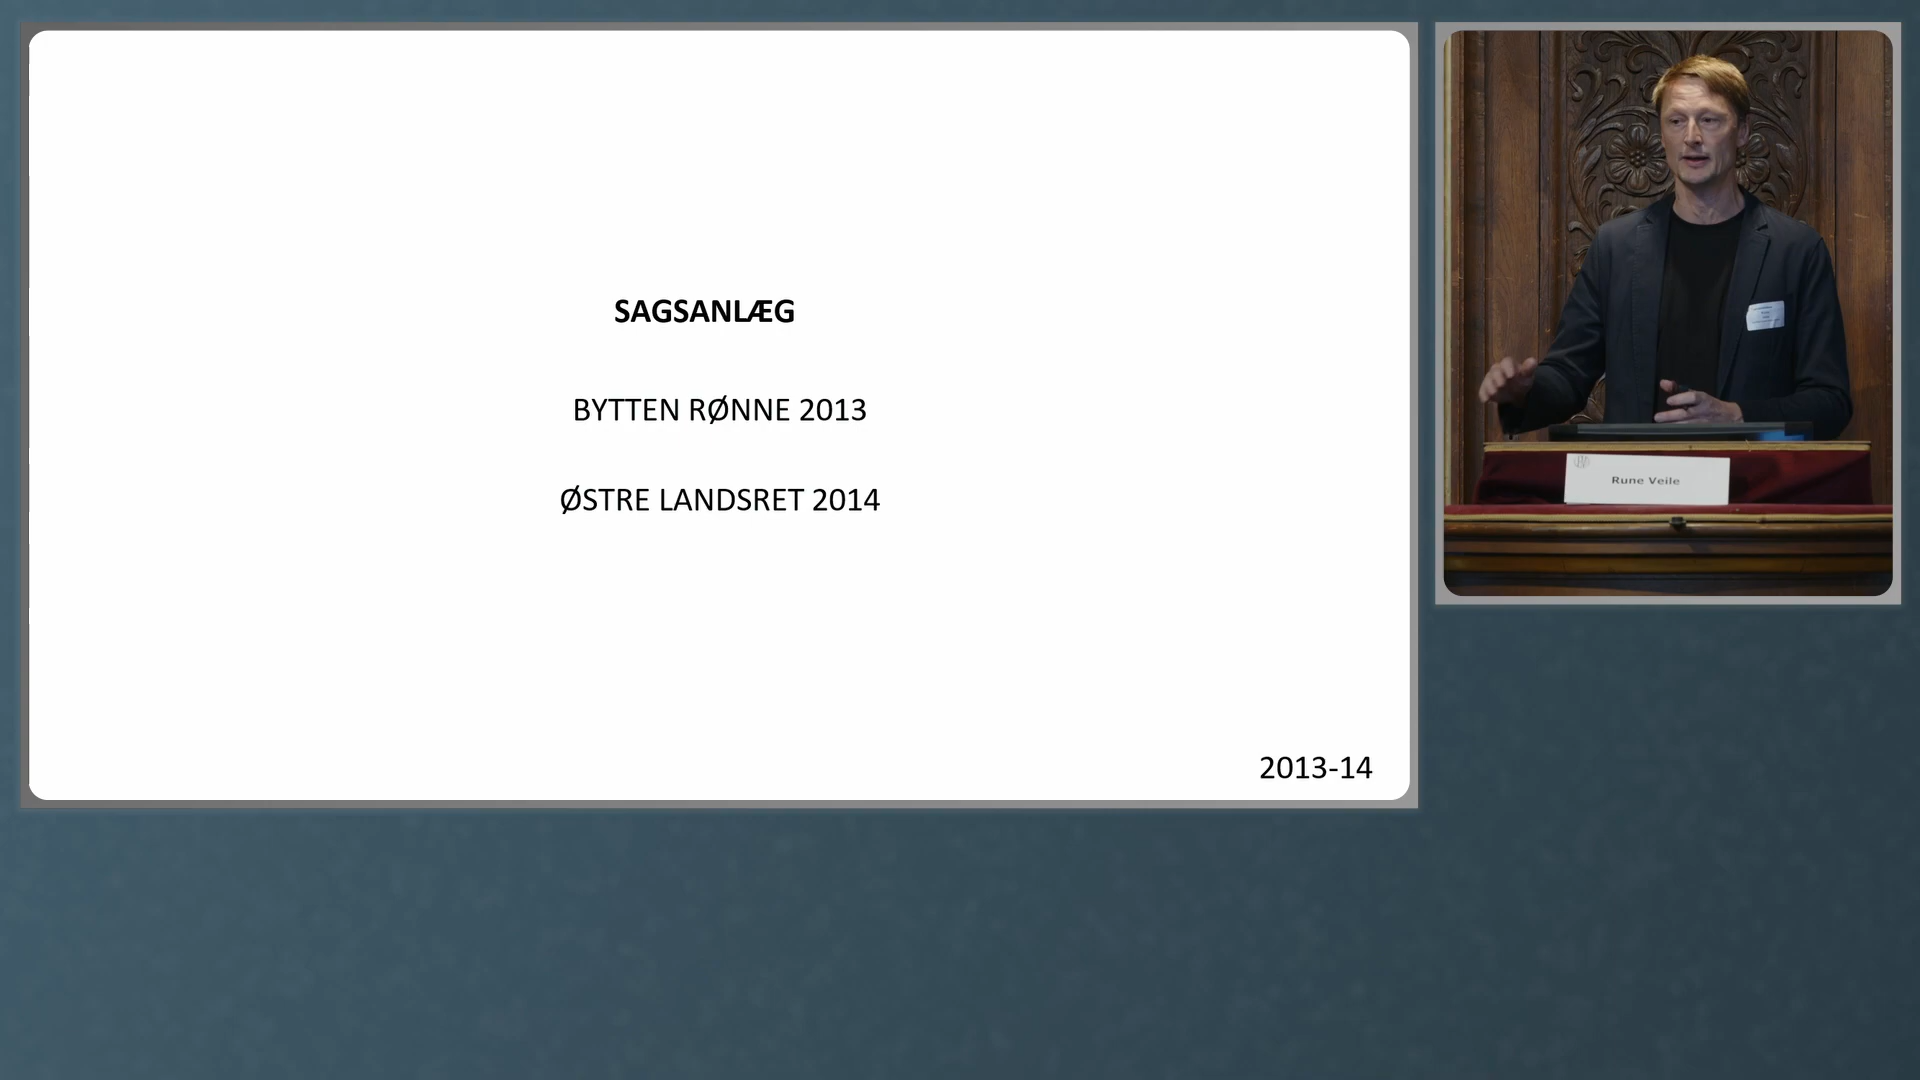 SAGSANLÆG
BYTTEN RØNNE 2013
ØSTRE LANDSRET 2014
2013-14
Rune Veile